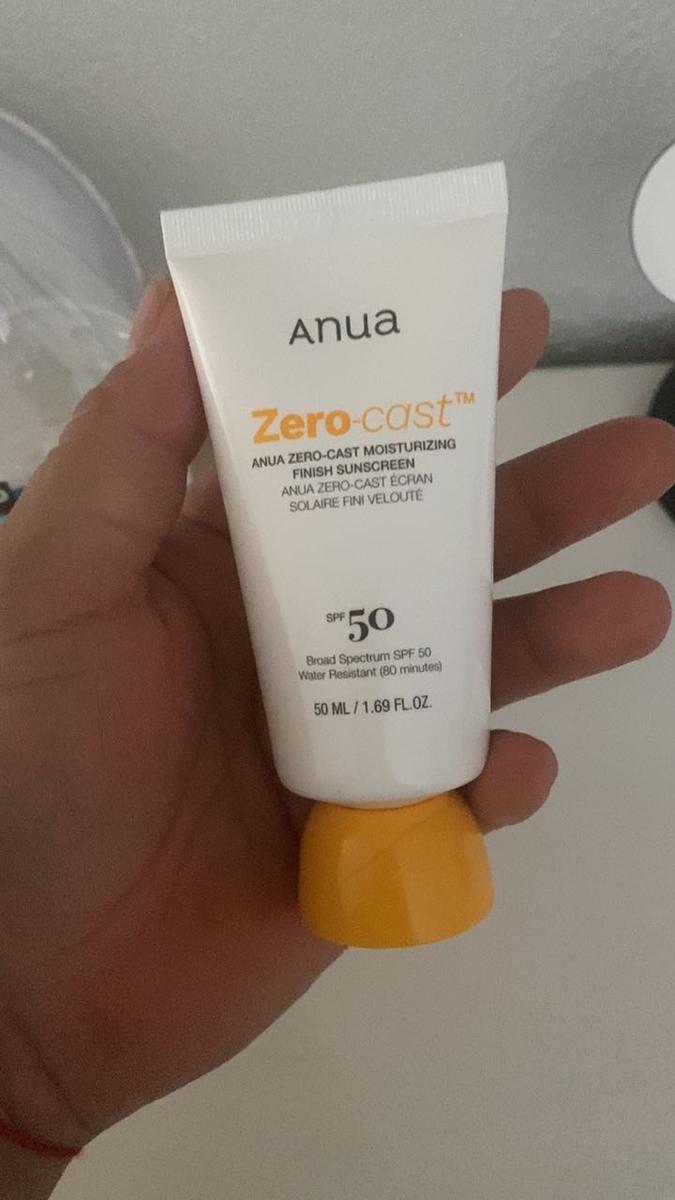 Anua
Zero-cast™
ANUA ZERO-CAST MOISTURIZING
FINISH SUNSCREEN
ANUA ZERO-CAST ÉCRAN
SOLAIRE FINI VELOUTÉ
SPF 50
Broad Spectrum SPF 50
Water Resistant (80 minutes)
50 ML / 1.69 FL.OZ.